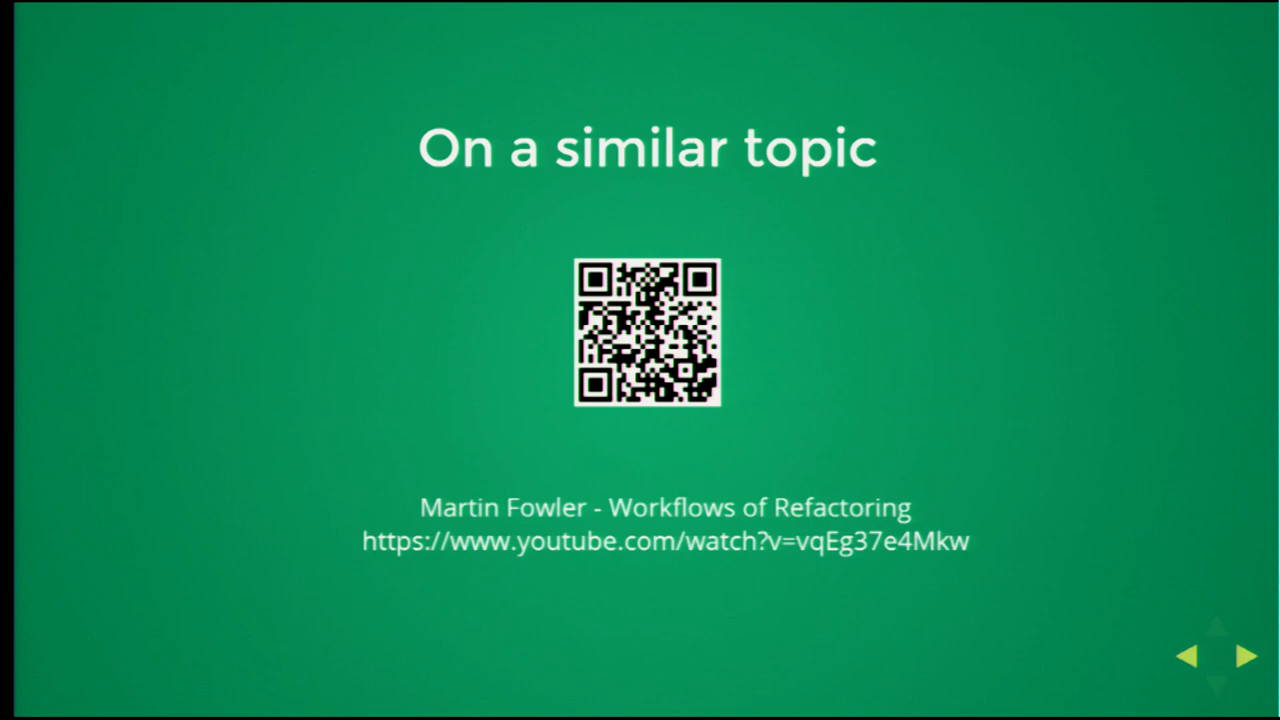 On a similar topic
Martin Fowler - Workflows of Refactoring
https://www.youtube.com/watch?v=vqEg37e4Mkw